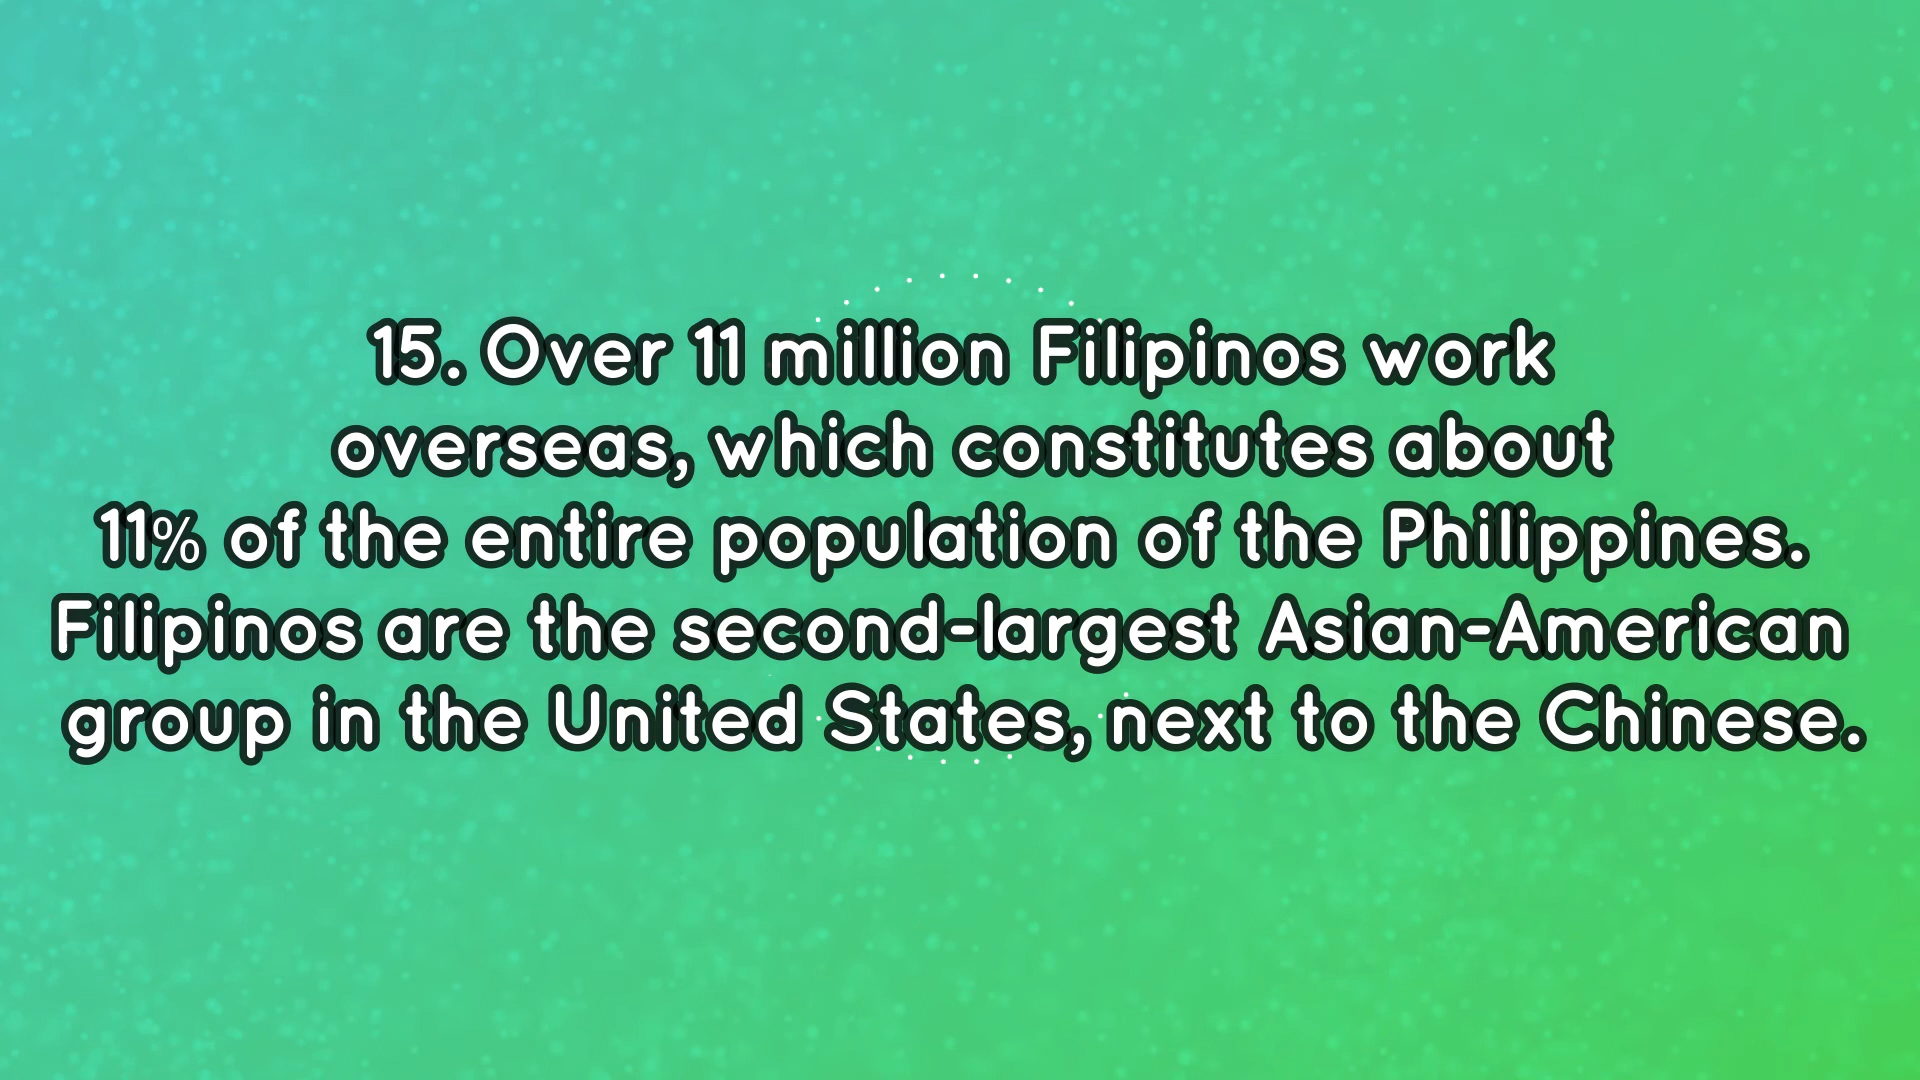 15. Over 11 million Filipinos work
overseas, which constitutes about
11% of the entire population of the Philippines.
Filipinos are the second-largest Asian-American
group in the United States, next to the Chinese.